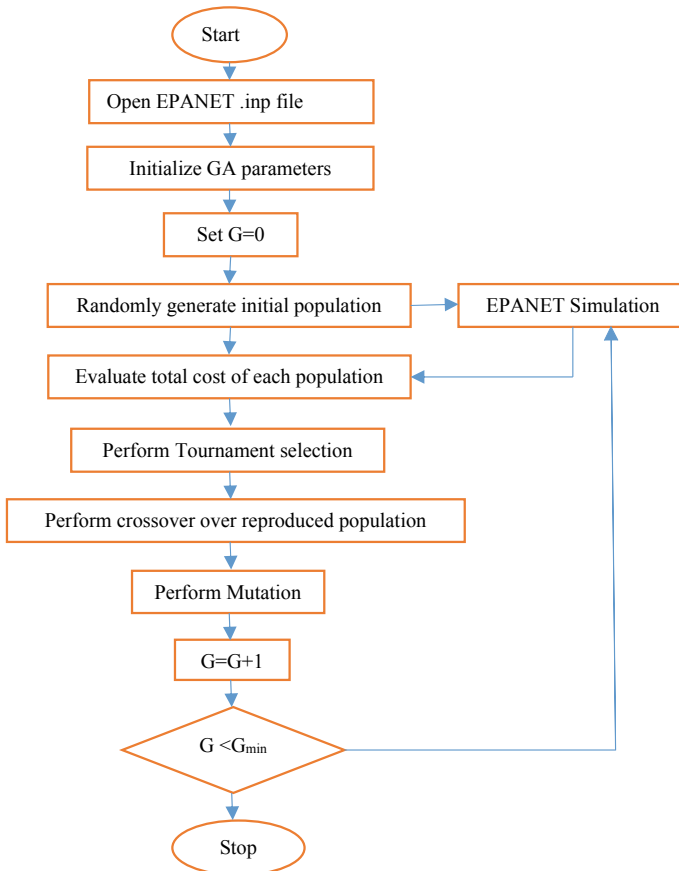 Start
Open EPANET .inp file
Initialize GA parameters
Set G=0
Randomly generate initial population
EPANET Simulation
Evaluate total cost of each population
Perform Tournament selection
Perform crossover over reproduced population
Perform Mutation
G=G+1
G <Gmin
Stop